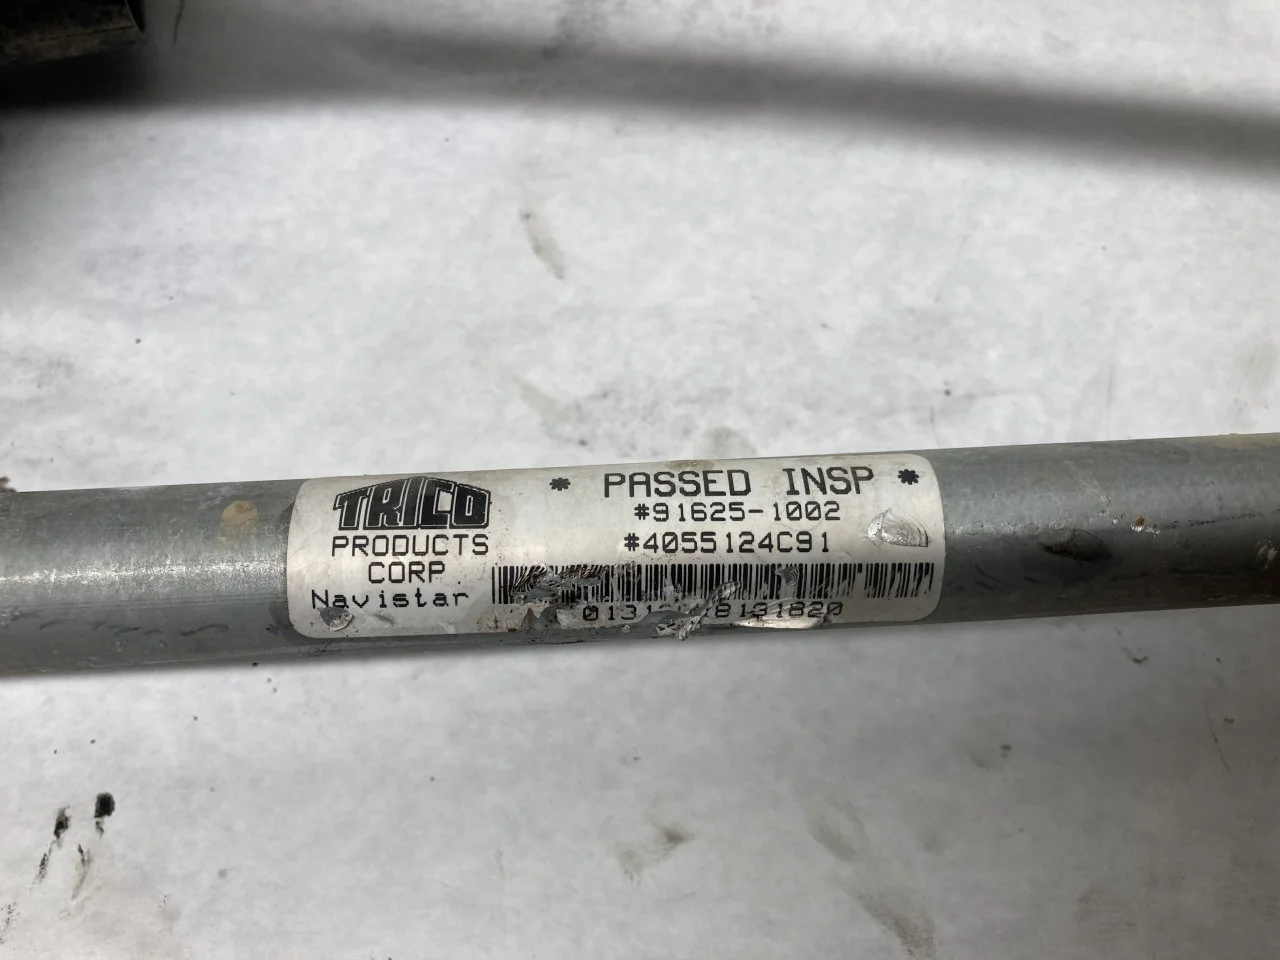 TRICO
PRODUCTS
CORP
Navistar
* PASSED INSP *
#91625-1002
#4055124C91